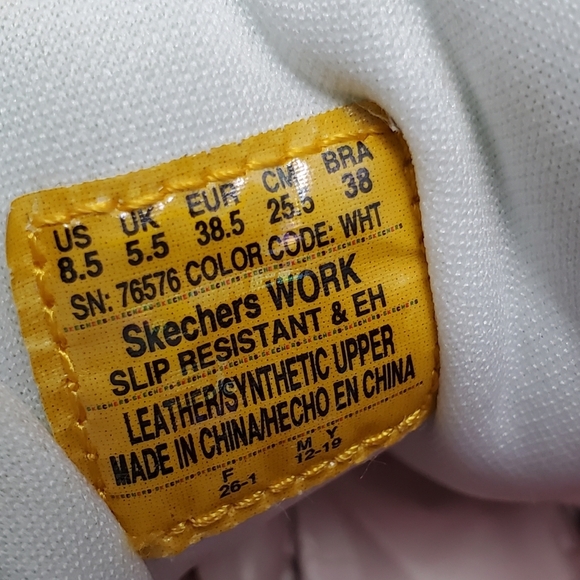 US UK EUR CM BRA
8.5 5.5 38.5 25.5 38
SN: 76576 COLOR CODE: WHT
Skechers WORK
SLIP RESISTANT & EH
LEATHER/SYNTHETIC UPPER
MADE IN CHINA/HECHO EN CHINA
F M Y
26-1 12-19